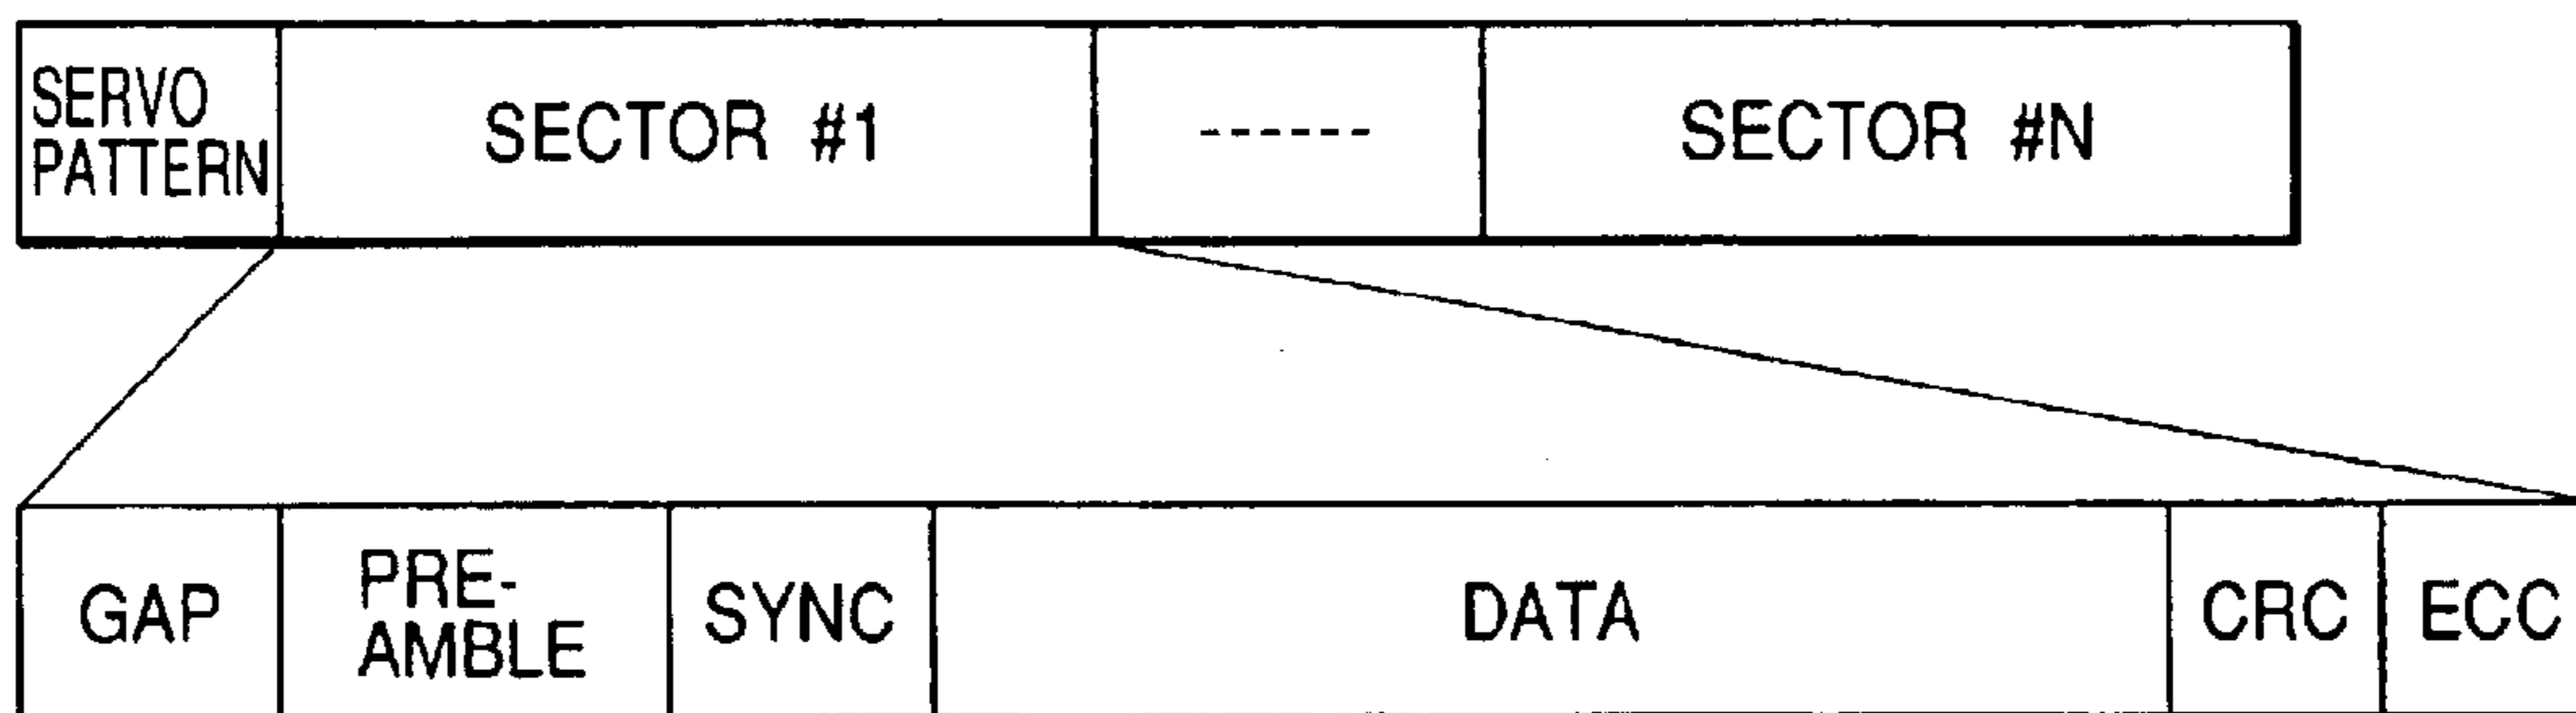 SERVO
PATTERN
SECTOR #1
------
SECTOR #N
GAP
PRE-
AMBLE
SYNC
DATA
CRC
ECC